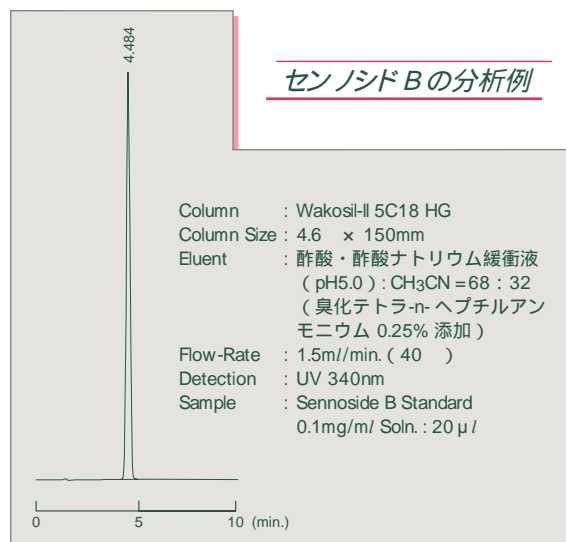 4.484
センノシド B の分析例
Column : Wakosil-II 5C18 HG
Column Size : 4.6 × 150mm
Eluent : 酢酸・酢酸ナトリウム緩衝液
( pH5.0 ) : CH₃CN = 68 : 32
( 臭化テトラ-n- ヘプチルアン
モニウム 0.25% 添加 )
Flow-Rate : 1.5ml/min. ( 40 )
Detection : UV 340nm
Sample : Sennoside B Standard
0.1mg/ml Soln. : 20 μl
0 5 10 (min.)